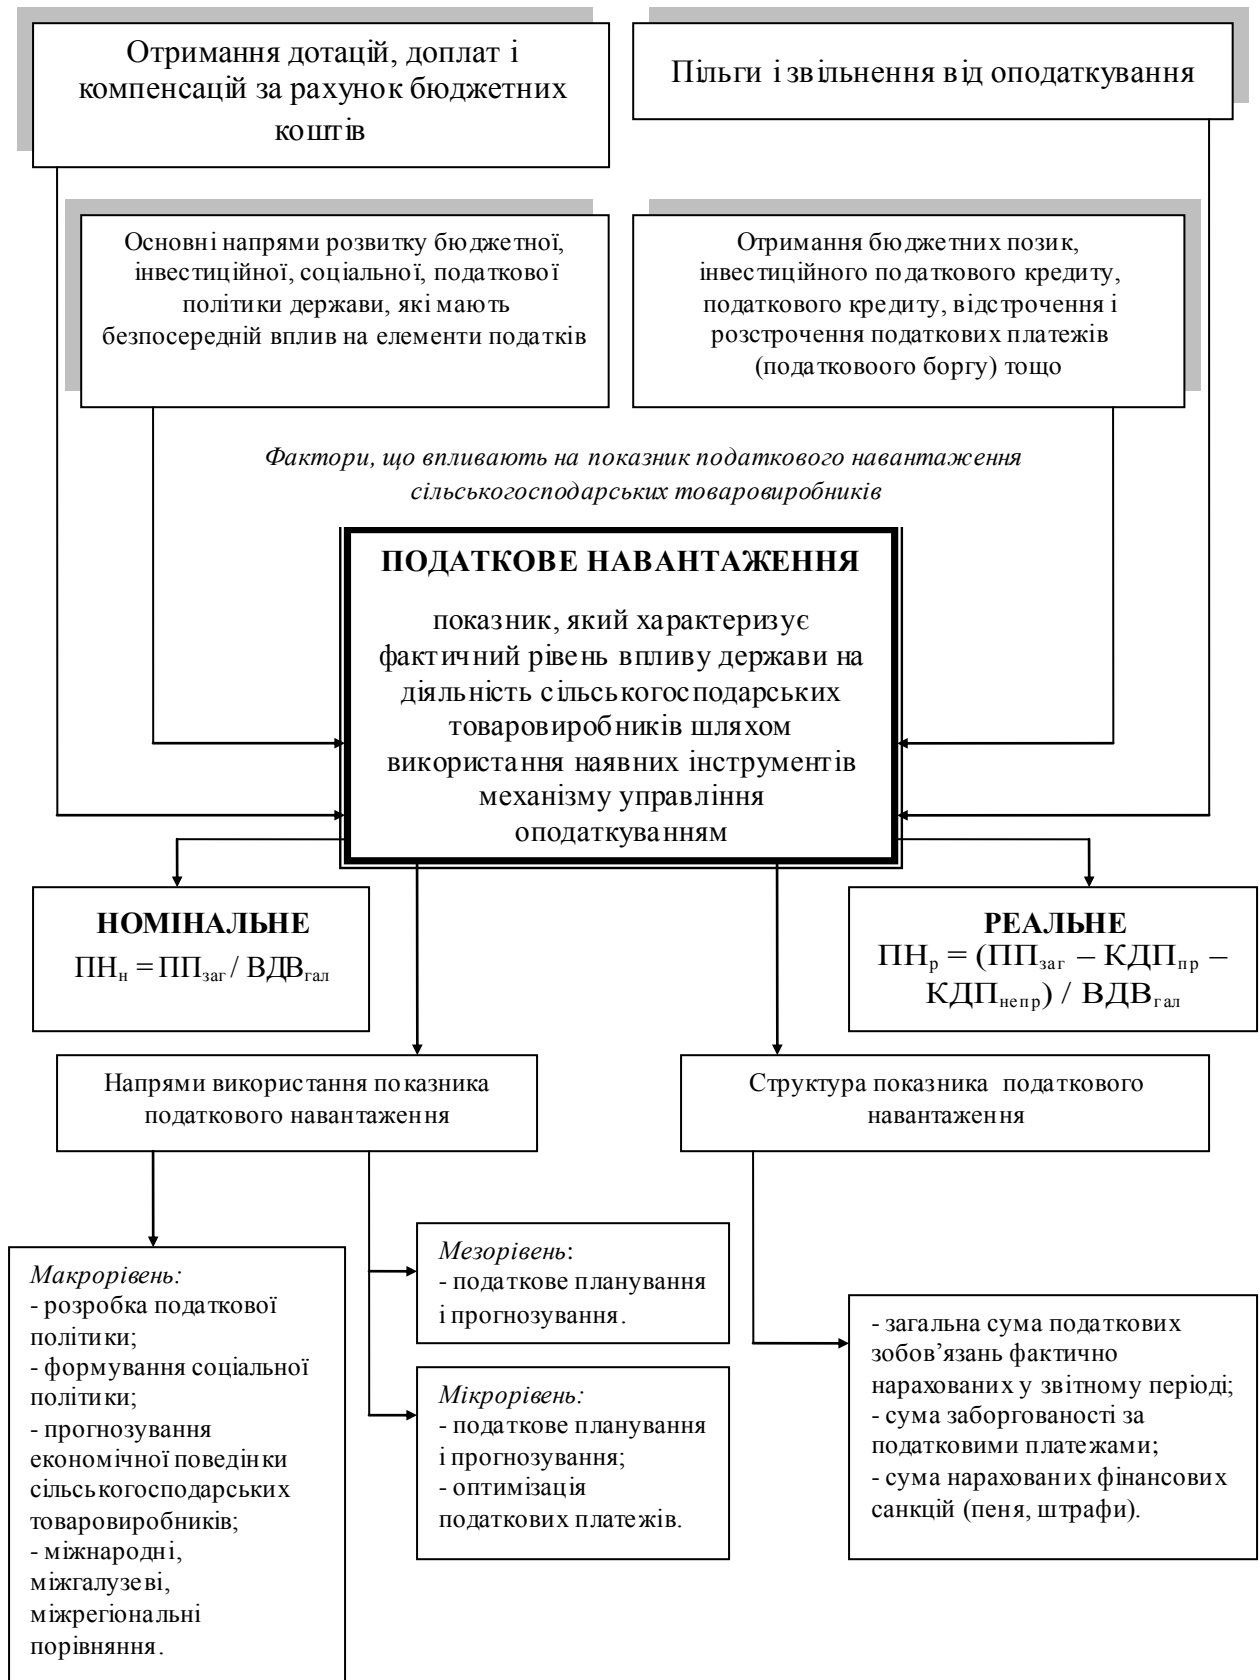 Отримання дотацій, доплат і
компенсацій за рахунок бюджетних
коштів
Пільги і звільнення від оподаткування
Основні напрями розвитку бюджетної,
інвестиційної, соціальної, податкової
політики держави, які мають
безпосередній вплив на елементи податків
Отримання бюджетних позик,
інвестиційного податкового кредиту,
податкового кредиту, відстрочення і
розстрочення податкових платежів
(податковоого боргу) тощо
Фактори, що впливають на показник податкового навантаження
сільськогосподарських товаровиробників
ПОДАТКОВЕ НАВАНТАЖЕННЯ
показник, який характеризує
фактичний рівень впливу держави на
діяльність сільськогосподарських
товаровиробників шляхом
використання наявних інструментів
механізму управління
оподаткуванням
НОМІНАЛЬНЕ
ПНн = ППзаг / ВДВгал
РЕАЛЬНЕ
ПНр = (ППзаг – КДПпр –
КДПнепр) / ВДВгал
Напрями використання показника
податкового навантаження
Структура показника податкового
навантаження
Макрорівень:
- розробка податкової
політики;
- формування соціальної
політики;
- прогнозування
економічної поведінки
сільськогосподарських
товаровиробників;
- міжнародні,
міжгалузеві,
міжрегіональні
порівняння.
Мезорівень:
- податкове планування
і прогнозування.
Мікрорівень:
- податкове планування
і прогнозування;
- оптимізація
податкових платежів.
- загальна сума податкових
зобов’язань фактично
нарахованих у звітному періоді;
- сума заборгованості за
податковими платежами;
- сума нарахованих фінансових
санкцій (пеня, штрафи).